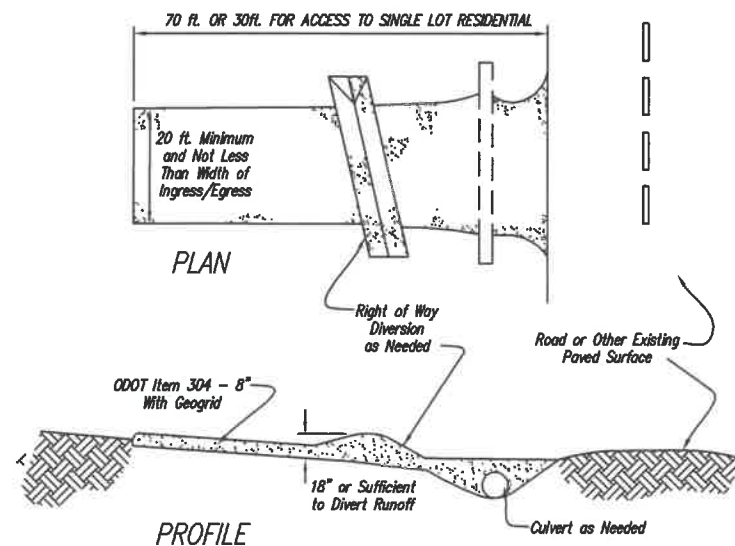 70 ft. OR 30ft. FOR ACCESS TO SINGLE LOT RESIDENTIAL
20 ft. Minimum
and Not Less
Than Width of
Ingress/Egress
PLAN
Right of Way
Diversion
as Needed
Road or Other Existing
Paved Surface
ODOT Item 304 - 8"
With Geogrid
18" or Sufficient
to Divert Runoff
Culvert as Needed
PROFILE